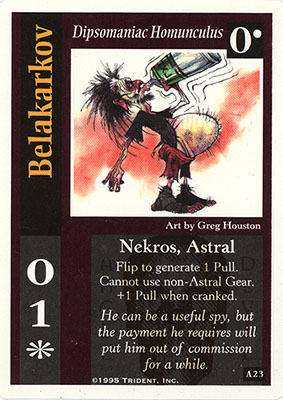 Dipsomaniac Homunculus
0•
Belakarkov
Art by Greg Houston
Nekros, Astral
Flip to generate 1 Pull.
Cannot use non-Astral Gear.
+1 Pull when cranked.
He can be a useful spy, but
the payment he requires will
put him out of commission
for a while.
0
1
*
©1995 TRIDENT, INC.
A23